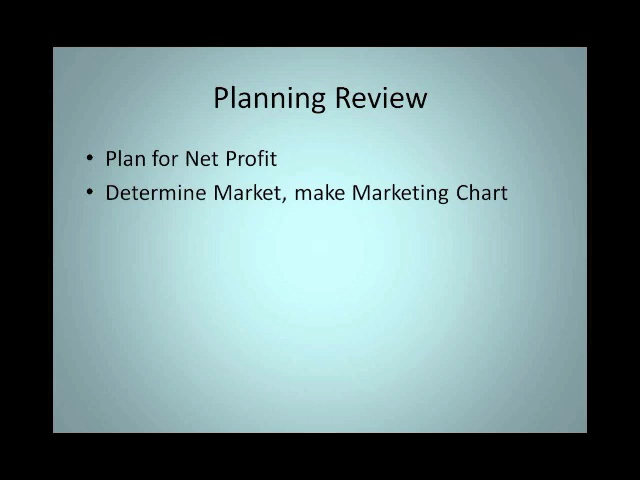 Planning Review
• Plan for Net Profit
• Determine Market, make Marketing Chart